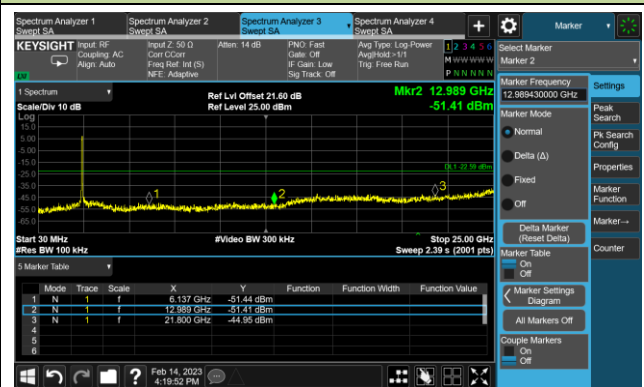 Spectrum Analyzer 1
Swept SA
Spectrum Analyzer 2
Swept SA
Spectrum Analyzer 3
Swept SA
Spectrum Analyzer 4
Swept SA
Marker
KEYSIGHT
Input: RF
Coupling: AC
Align: Auto
Input Z: 50 Ω
Corr CCorr
Freq Ref: Int (S)
NFE: Adaptive
Atten: 14 dB
PNO: Fast
Gate: Off
IF Gain: Low
Sig Track: Off
Avg Type: Log-Power
Avg|Hold:>1/1
Trig: Free Run
1 2 3 4 5 6
M W W W W W
P N N N N N
1 Spectrum
Scale/Div 10 dB
Ref Lvl Offset 21.60 dB
Ref Level 25.00 dBm
Mkr2 12.989 GHz
-51.41 dBm
Log
15.0
5.00
-5.00
-15.0
-25.0
-35.0
-45.0
-55.0
-65.0
DL1 -22.59 dBm
1
2
3
Start 30 MHz
#Res BW 100 kHz
#Video BW 300 kHz
Stop 25.00 GHz
Sweep 2.39 s (2001 pts)
5 Marker Table
Mode Trace Scale X Y Function Function Width Function Value
1 N 1 f 6.137 GHz -51.44 dBm
2 N 1 f 12.989 GHz -51.41 dBm
3 N 1 f 21.800 GHz -44.95 dBm
4
5
6
Feb 14, 2023
4:19:52 PM
Select Marker
Marker 2
Marker Frequency
12.989430000 GHz
Marker Mode
Normal
Delta (Δ)
Fixed
Off
Delta Marker
(Reset Delta)
Marker Table
On
Off
Marker Settings
Diagram
All Markers Off
Couple Markers
On
Off
Settings
Peak
Search
Pk Search
Config
Properties
Marker
Function
Marker→
Counter